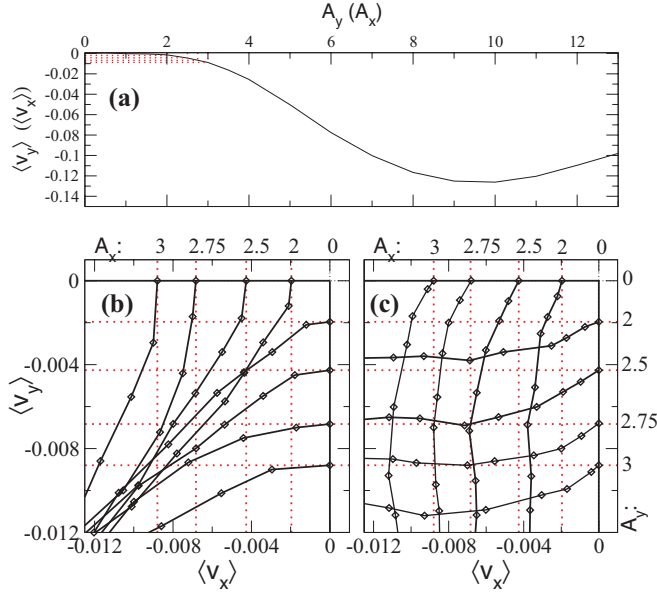 A_y (A_x)
0 2 4 6 8 10 12
0
-0.02
-0.04
-0.06
-0.08
-0.1
-0.12
-0.14
⟨v_y⟩ (⟨v_x⟩)
(a)
A_x: 3 2.75 2.5 2 0
A_x: 3 2.75 2.5 2 0
(b)
(c)
-0.004
-0.008
-0.012
⟨v_y⟩
0
2
2.5
2.75
3
A_y:
-0.012 -0.008 -0.004 0
-0.012 -0.008 -0.004 0
⟨v_x⟩
⟨v_x⟩